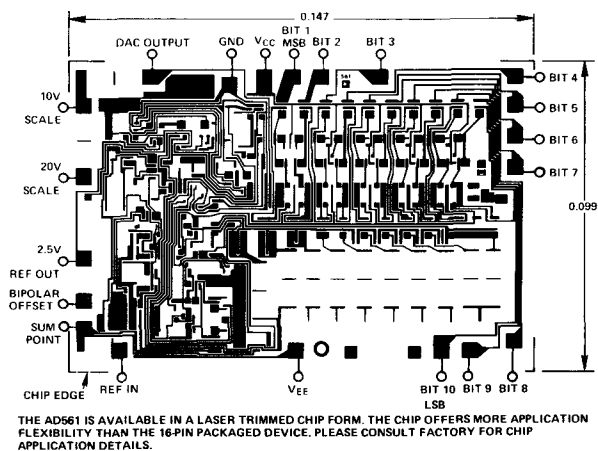 0.147
BIT 1
DAC OUTPUT GND VCC MSB BIT 2 BIT 3
561
10V
SCALE
BIT 4
BIT 5
BIT 6
BIT 7
20V
SCALE
0.099
2.5V
REF OUT
BIPOLAR
OFFSET
SUM
POINT
CHIP EDGE REF IN VEE BIT 10 BIT 9 BIT 8
LSB
THE AD561 IS AVAILABLE IN A LASER TRIMMED CHIP FORM. THE CHIP OFFERS MORE APPLICATION
FLEXIBILITY THAN THE 16-PIN PACKAGED DEVICE. PLEASE CONSULT FACTORY FOR CHIP
APPLICATION DETAILS.